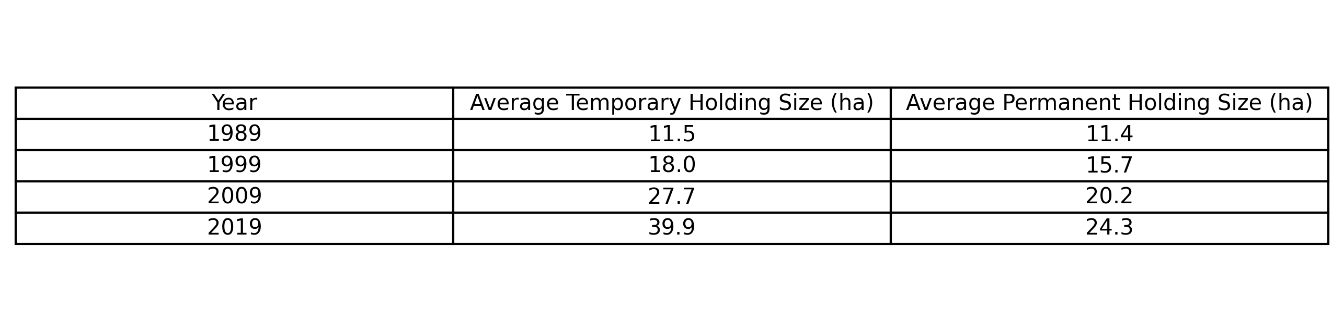 Year Average Temporary Holding Size (ha) Average Permanent Holding Size (ha)
1989 11.5 11.4
1999 18.0 15.7
2009 27.7 20.2
2019 39.9 24.3